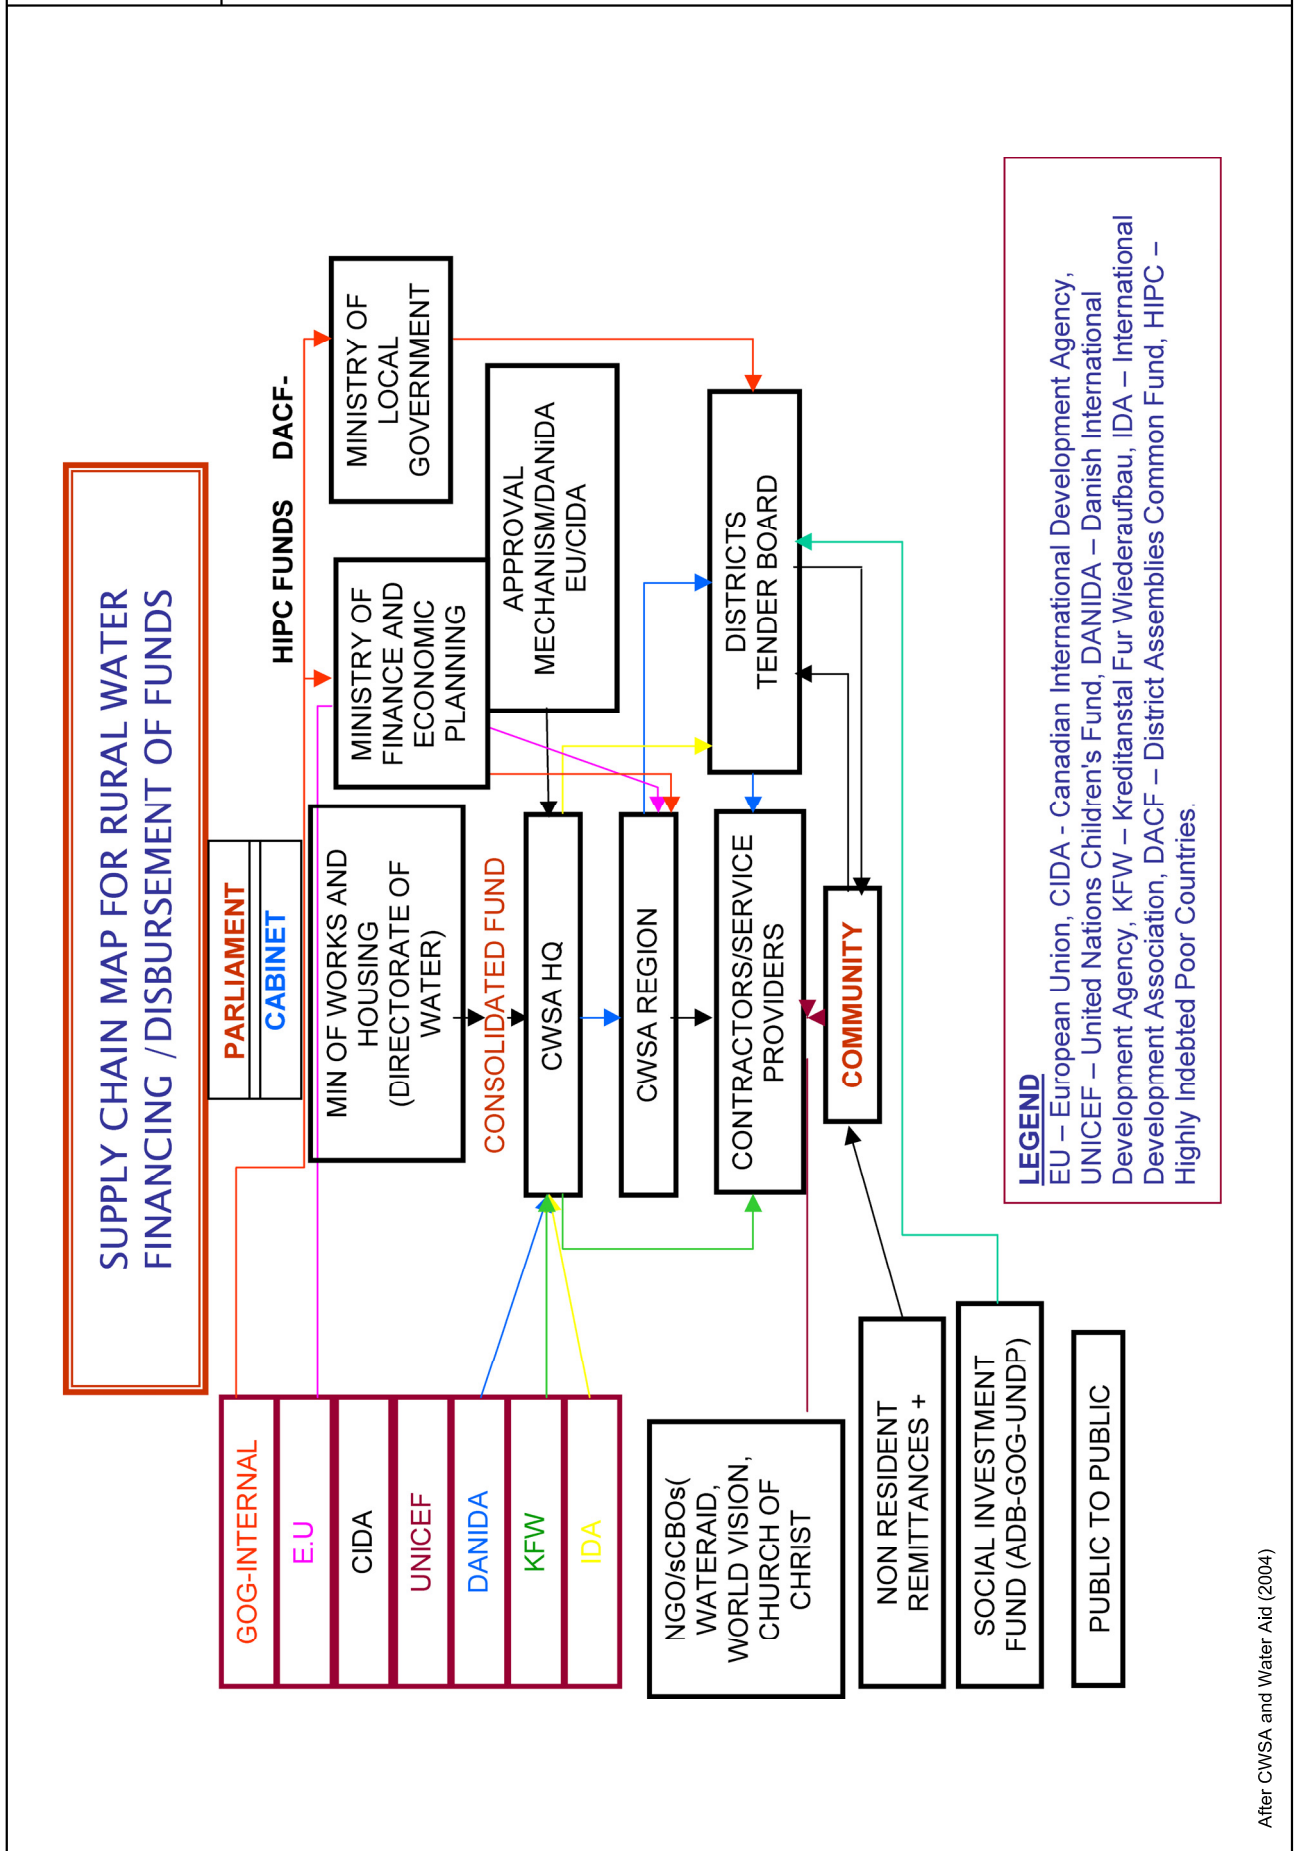 SUPPLY CHAIN MAP FOR RURAL WATER
FINANCING / DISBURSEMENT OF FUNDS
PARLIAMENT
CABINET
HIPC FUNDS DACF-
GOG-INTERNAL
E.U
CIDA
UNICEF
DANIDA
KFW
IDA
MIN OF WORKS AND
HOUSING
(DIRECTORATE OF
WATER)
MINISTRY OF
FINANCE AND
ECONOMIC
PLANNING
MINISTRY OF
LOCAL
GOVERNMENT
CONSOLIDATED FUND
APPROVAL
MECHANISM/DANiDA
EU/CIDA
CWSA HQ
CWSA REGION
NGO/sCBOs(
WATERAID,
WORLD VISION,
CHURCH OF
CHRIST
CONTRACTORS/SERVICE
PROVIDERS
DISTRICTS
TENDER BOARD
COMMUNITY
NON RESIDENT
REMITTANCES +
SOCIAL INVESTMENT
FUND (ADB-GOG-UNDP)
PUBLIC TO PUBLIC
LEGEND
EU – European Union, CIDA - Canadian International Development Agency,
UNICEF – United Nations Children's Fund, DANIDA – Danish International
Development Agency, KFW – Kreditanstal Fur Wiederaufbau, IDA – International
Development Association, DACF – District Assemblies Common Fund, HIPC –
Highly Indebted Poor Countries.
After CWSA and Water Aid (2004)